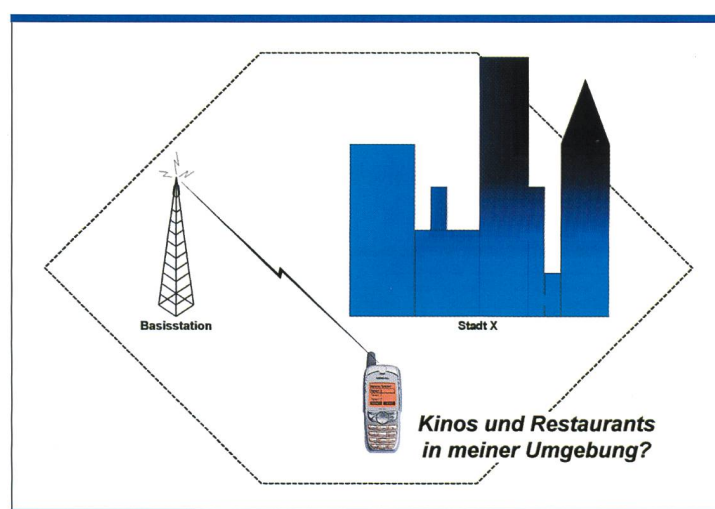 Basisstation
Stadt X
Kinos und Restaurants
in meiner Umgebung?